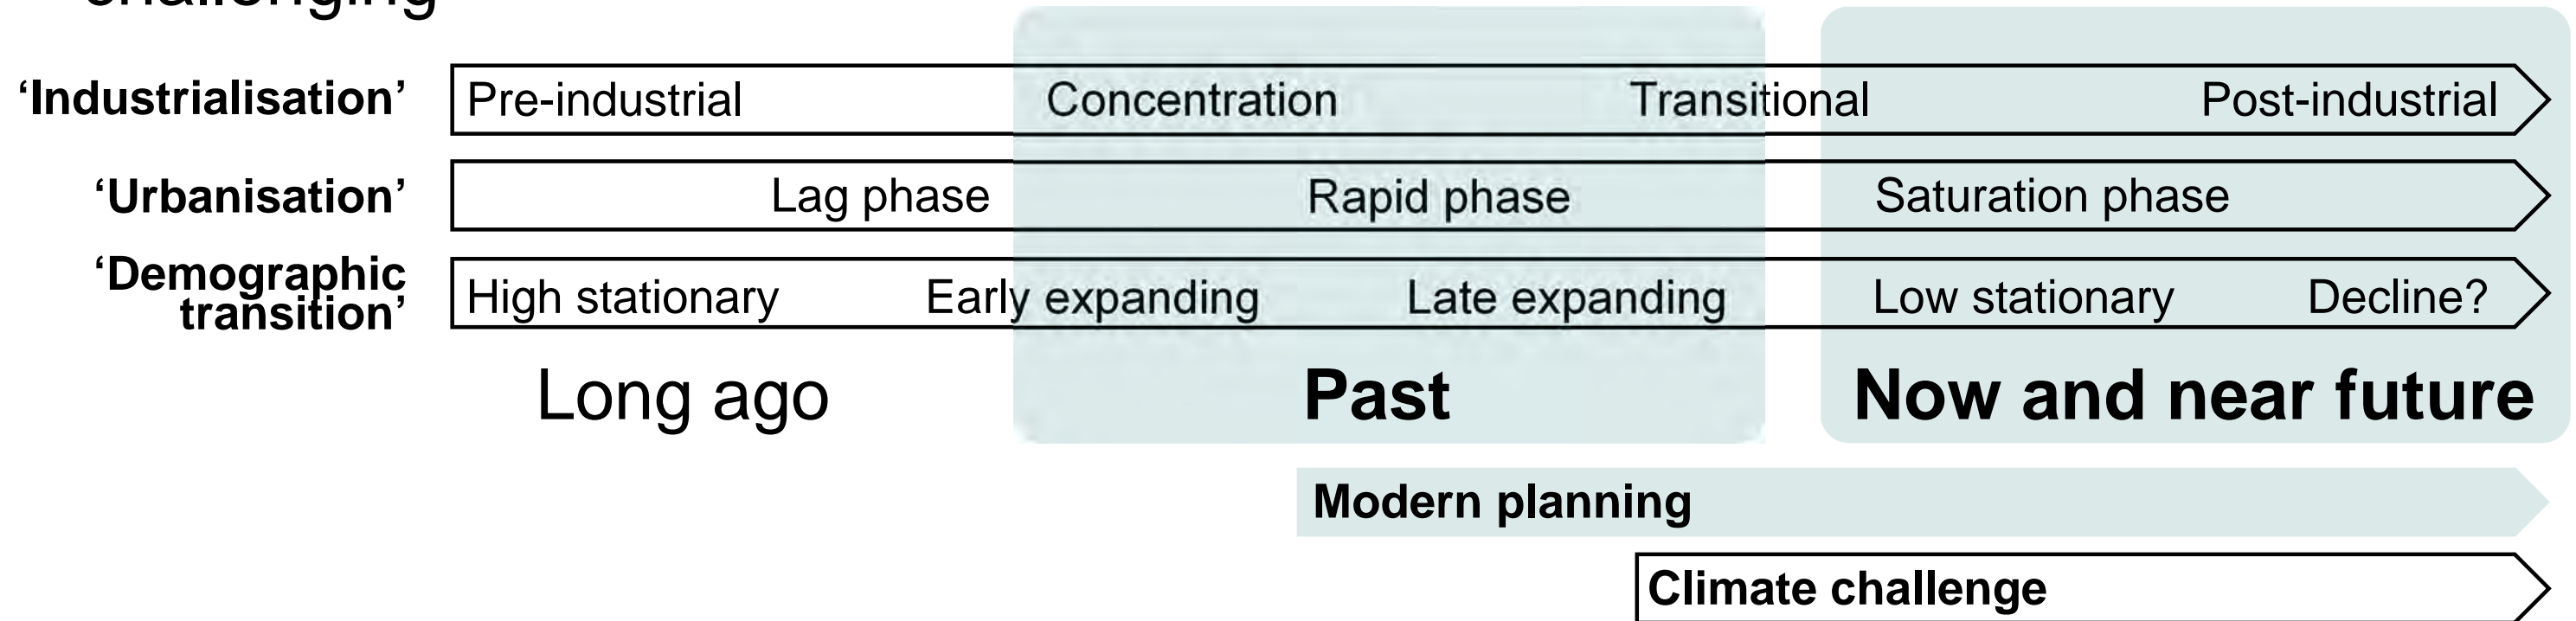 challenging
‘Industrialisation’ Pre-industrial Concentration Transitional Post-industrial
‘Urbanisation’ Lag phase Rapid phase Saturation phase
‘Demographic
transition’ High stationary Early expanding Late expanding Low stationary Decline?
Long ago Past Now and near future
Modern planning
Climate challenge